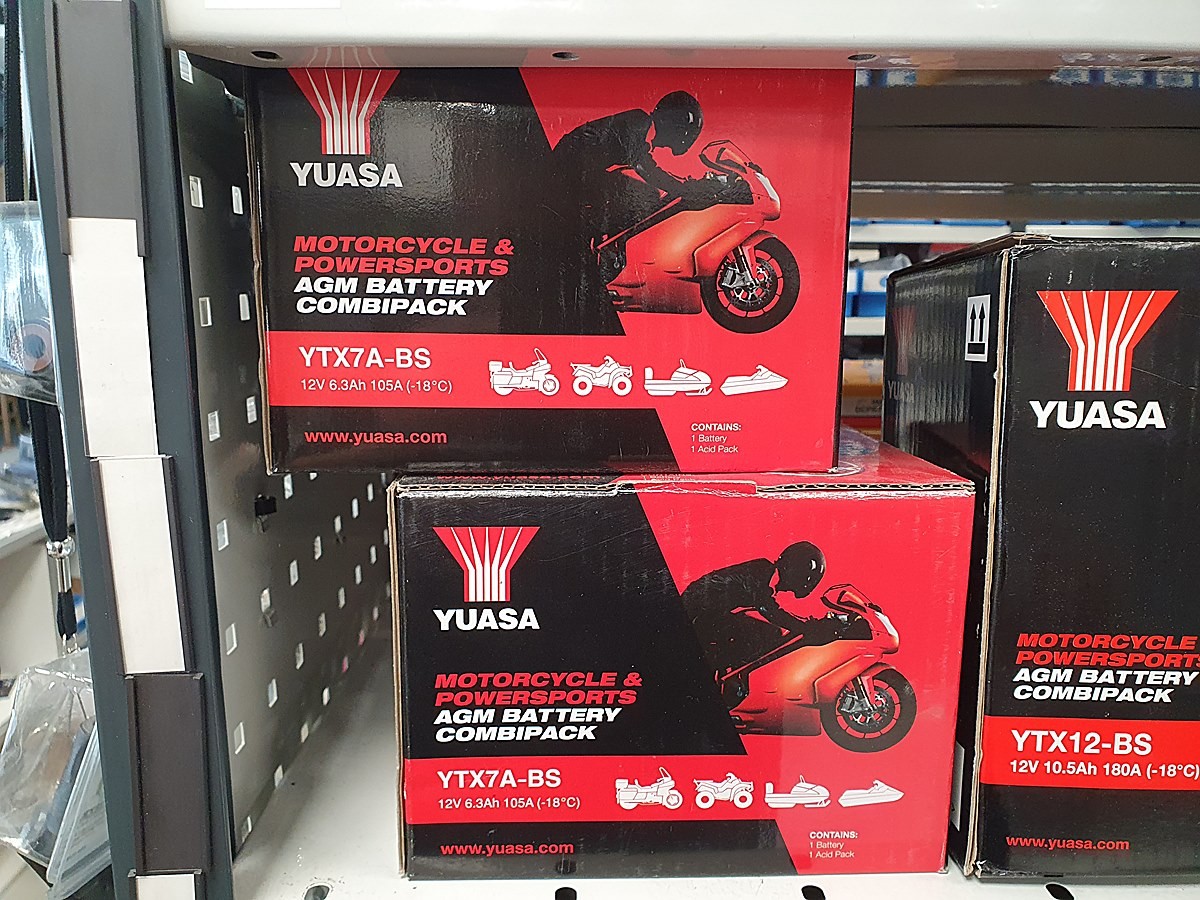 YUASA
MOTORCYCLE &
POWERSPORTS
AGM BATTERY
COMBIPACK
YTX7A-BS
12V 6.3Ah 105A (-18°C)
www.yuasa.com
CONTAINS:
1 Battery
1 Acid Pack
YUASA
MOTORCYCLE &
POWERSPORTS
AGM BATTERY
COMBIPACK
YTX7A-BS
12V 6.3Ah 105A (-18°C)
www.yuasa.com
CONTAINS:
1 Battery
1 Acid Pack
YUASA
YUASA
MOTORCYCLE
POWERSPORTS
AGM BATTERY
COMBIPACK
YTX12-BS
12V 10.5Ah 180A (-18°C)
www.yuasa.com